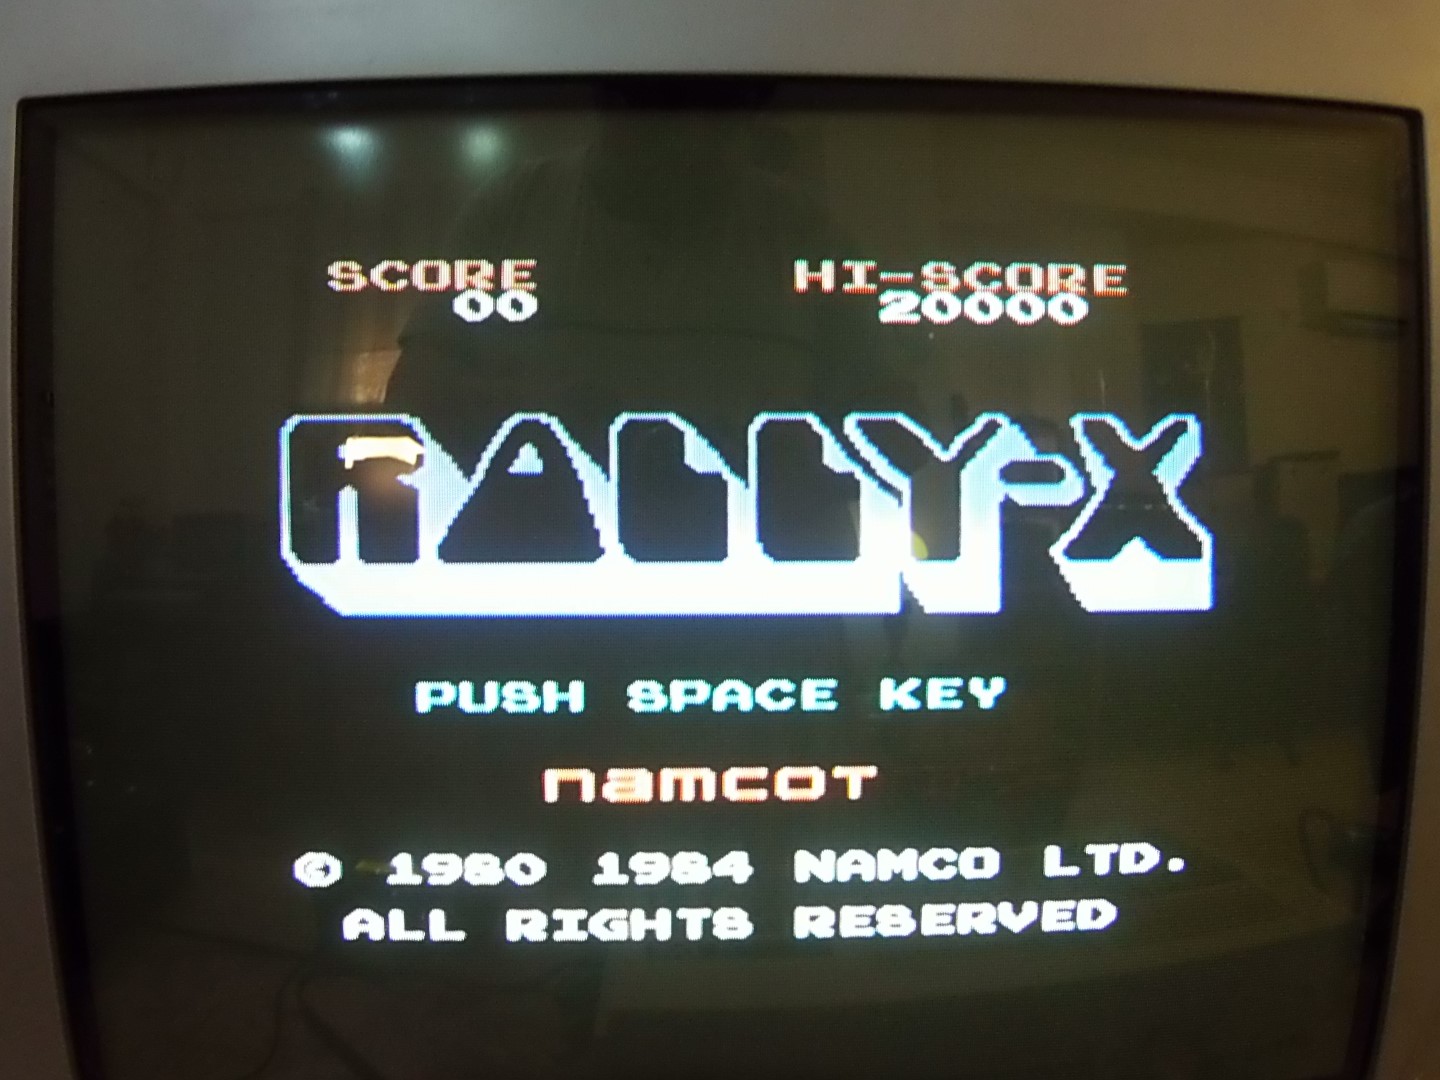 SCORE HI-SCORE
00 20000
RALLY-X
PUSH SPACE KEY
namcot
© 1980 1984 NAMCO LTD.
ALL RIGHTS RESERVED